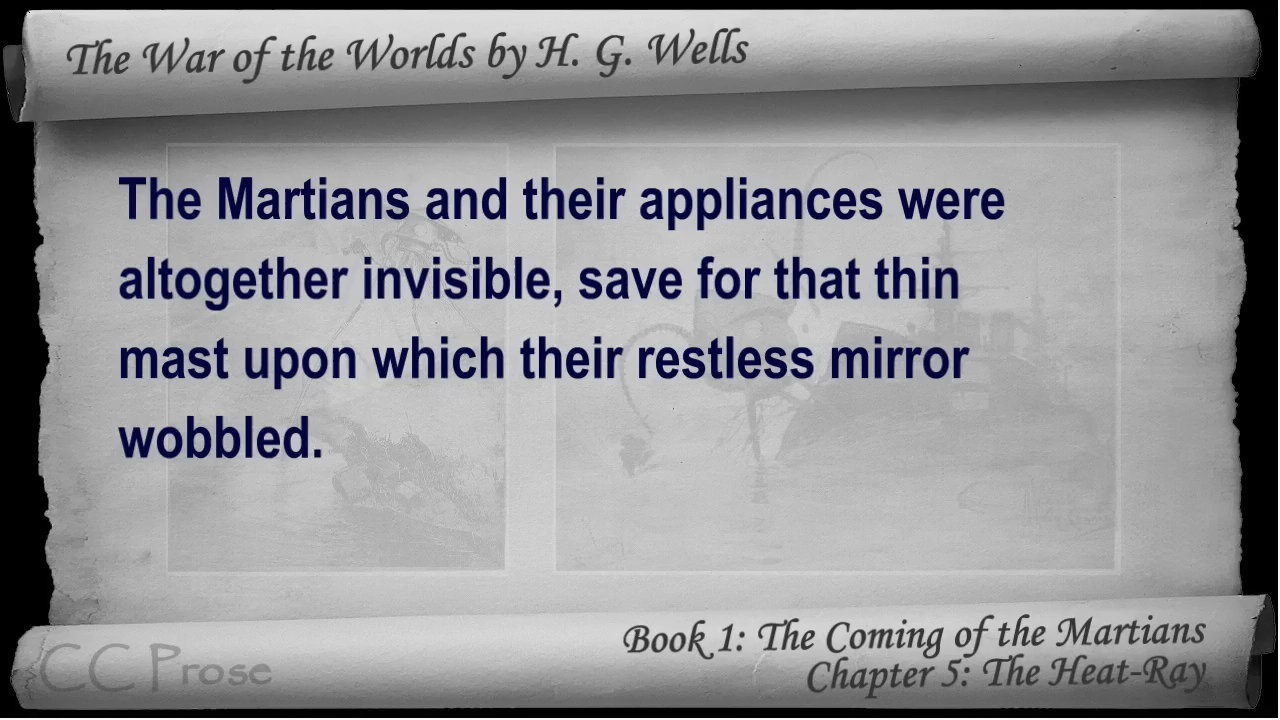 The War of the Worlds by H. G. Wells
The Martians and their appliances were
altogether invisible, save for that thin
mast upon which their restless mirror
wobbled.
Book 1: The Coming of the Martians
Chapter 5: The Heat-Ray
CC Prose